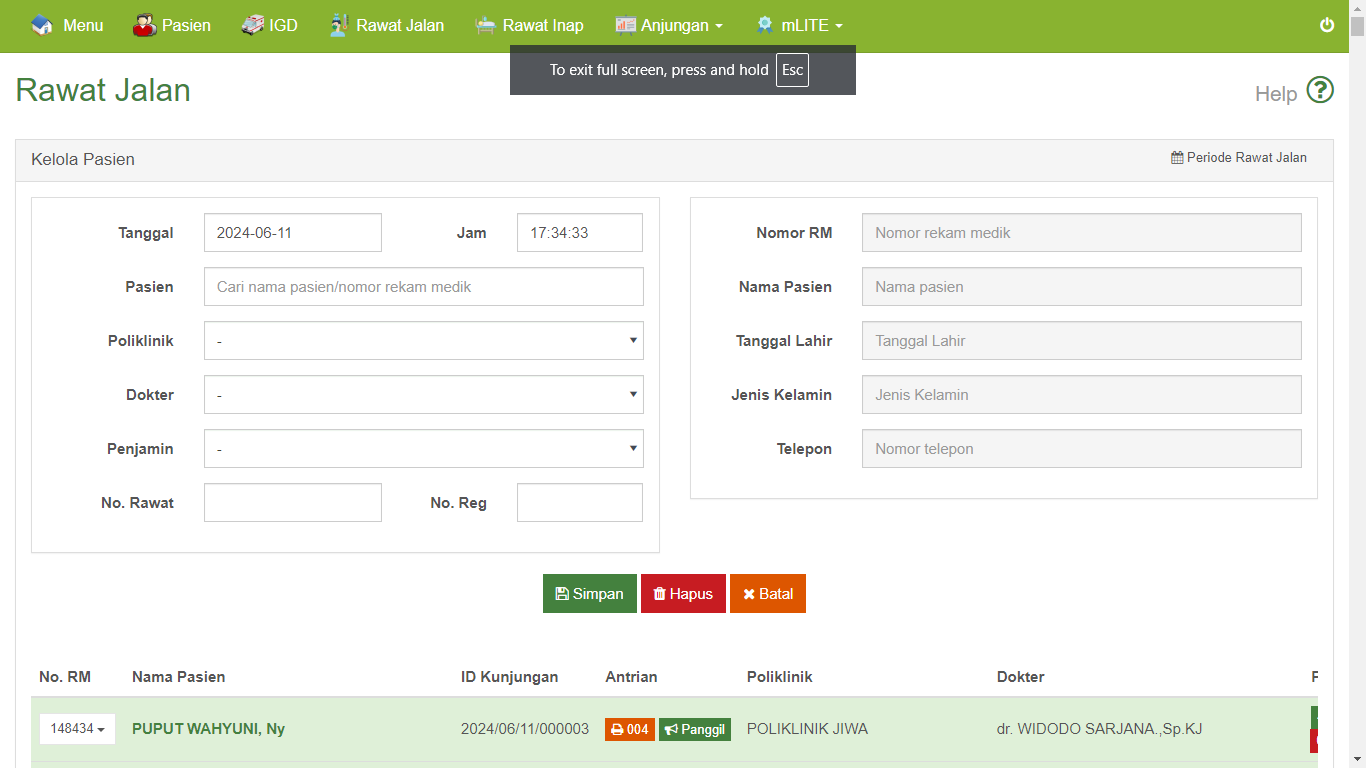 Menu Pasien IGD Rawat Jalan Rawat Inap Anjungan mLITE
To exit full screen, press and hold Esc
Rawat Jalan
Help
Kelola Pasien
Periode Rawat Jalan
Tanggal 2024-06-11 Jam 17:34:33
Pasien Cari nama pasien/nomor rekam medik
Poliklinik -
Dokter -
Penjamin -
No. Rawat No. Reg
Nomor RM Nomor rekam medik
Nama Pasien Nama pasien
Tanggal Lahir Tanggal Lahir
Jenis Kelamin Jenis Kelamin
Telepon Nomor telepon
Simpan Hapus Batal
No. RM Nama Pasien ID Kunjungan Antrian Poliklinik Dokter
148434 PUPUT WAHYUNI, Ny 2024/06/11/000003 004 Panggil POLIKLINIK JIWA dr. WIDODO SARJANA.,Sp.KJ